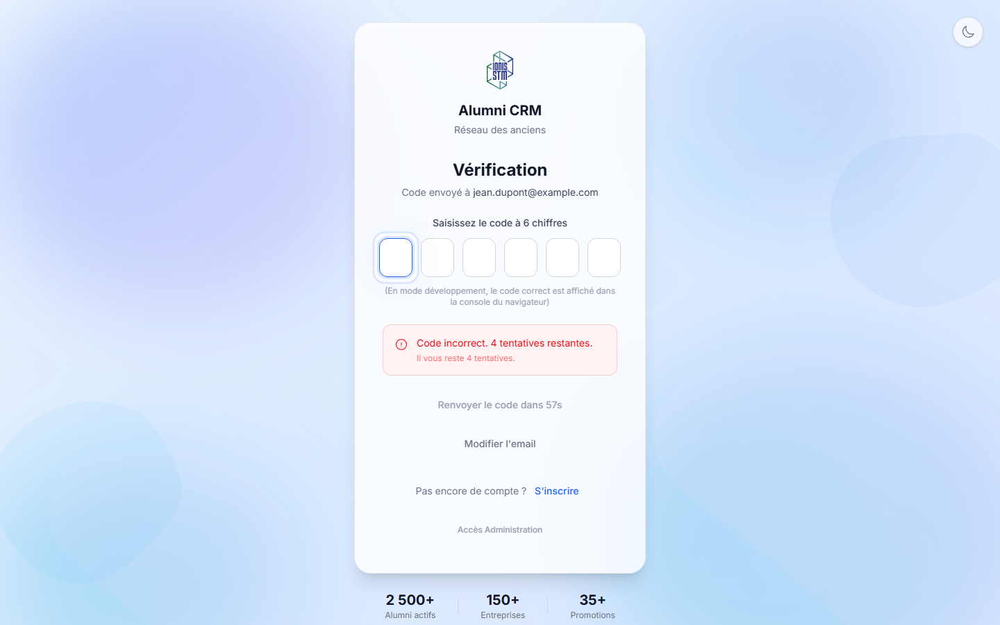 IONIS
STM
Alumni CRM
Réseau des anciens
Vérification
Code envoyé à jean.dupont@example.com
Saisissez le code à 6 chiffres
(En mode développement, le code correct est affiché dans
la console du navigateur)
Code incorrect. 4 tentatives restantes.
Il vous reste 4 tentatives.
Renvoyer le code dans 57s
Modifier l'email
Pas encore de compte ? S'inscrire
Accès Administration
2 500+ 150+ 35+
Alumni actifs Entreprises Promotions